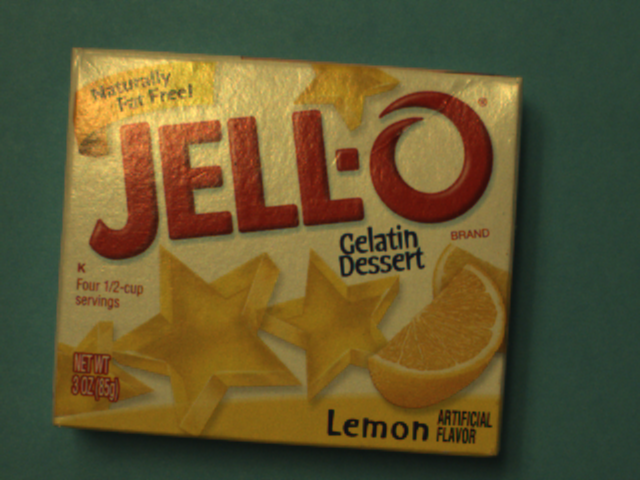 Naturally
Fat Free!
JELL-O®
BRAND
Gelatin
Dessert
K
Four 1/2-cup
servings
NET WT
3 OZ (85g)
Lemon ARTIFICIAL
FLAVOR